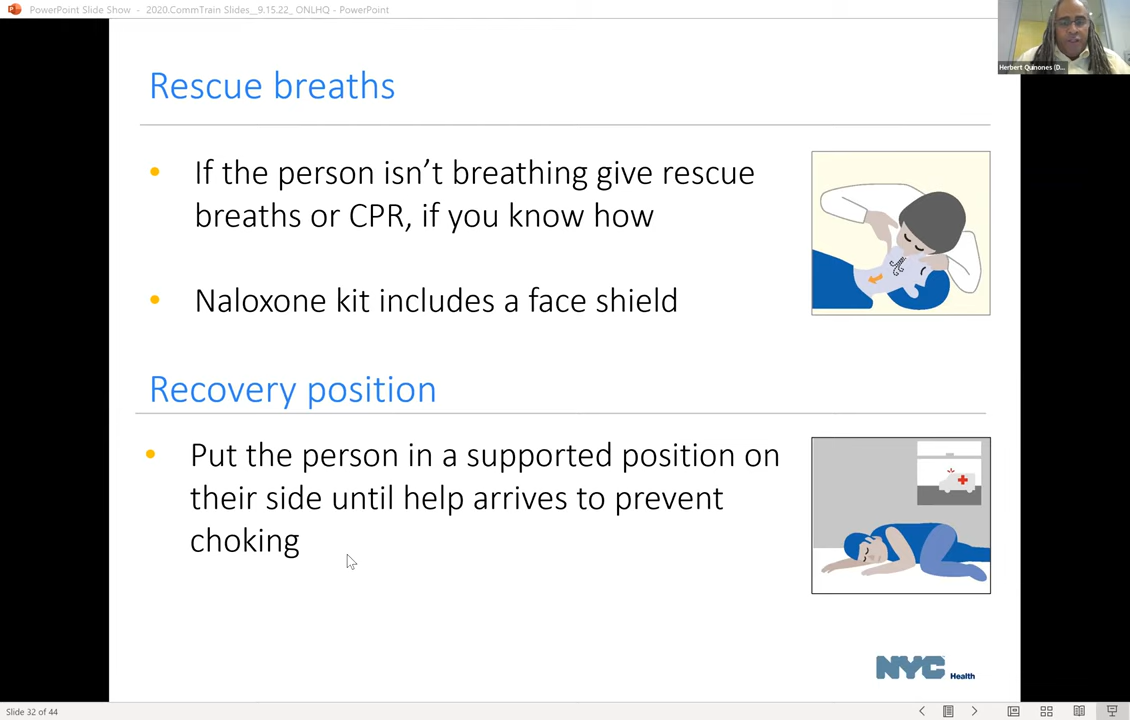 PowerPoint Slide Show - 2020.CommTrain Slides_9.15.22_ ONLHQ - PowerPoint
Herbert Quinones (D...
Rescue breaths
• If the person isn’t breathing give rescue
breaths or CPR, if you know how
• Naloxone kit includes a face shield
Recovery position
• Put the person in a supported position on
their side until help arrives to prevent
choking
NYC Health
Slide 32 of 44